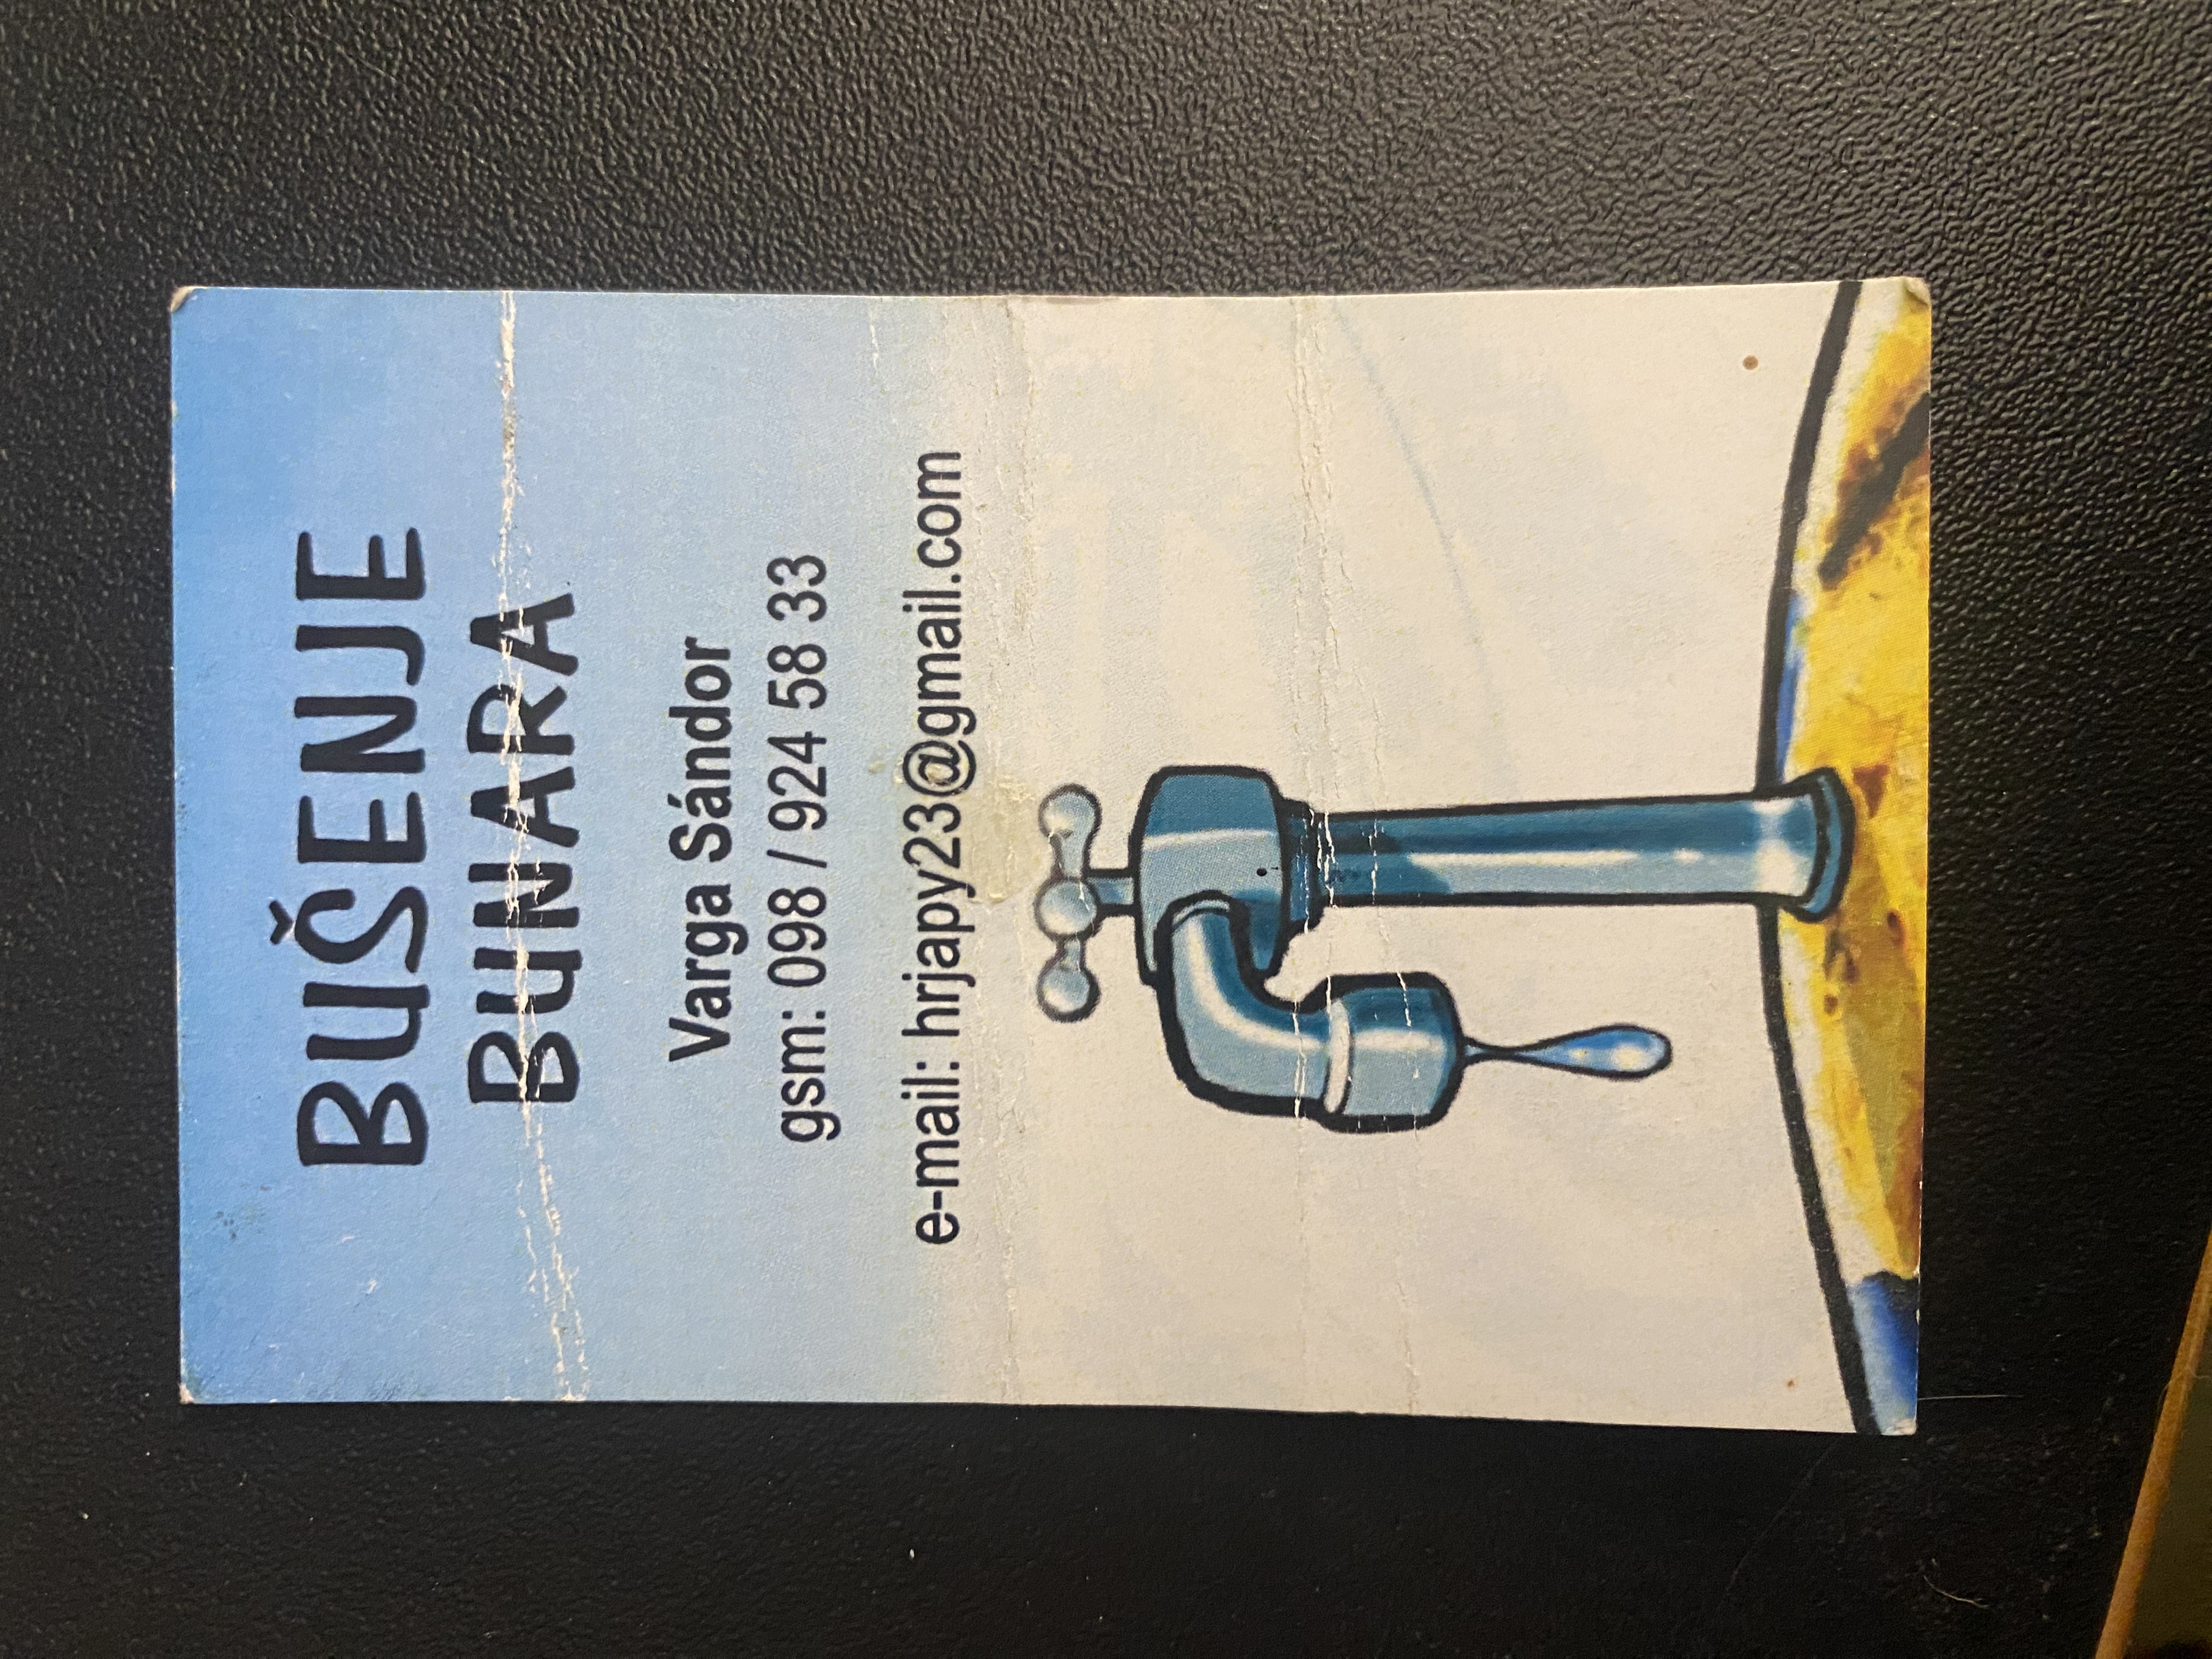 BUŠENJE
BUNARA
Varga Sándor
gsm: 098 / 924 58 33
e-mail: hrjapy23@gmail.com